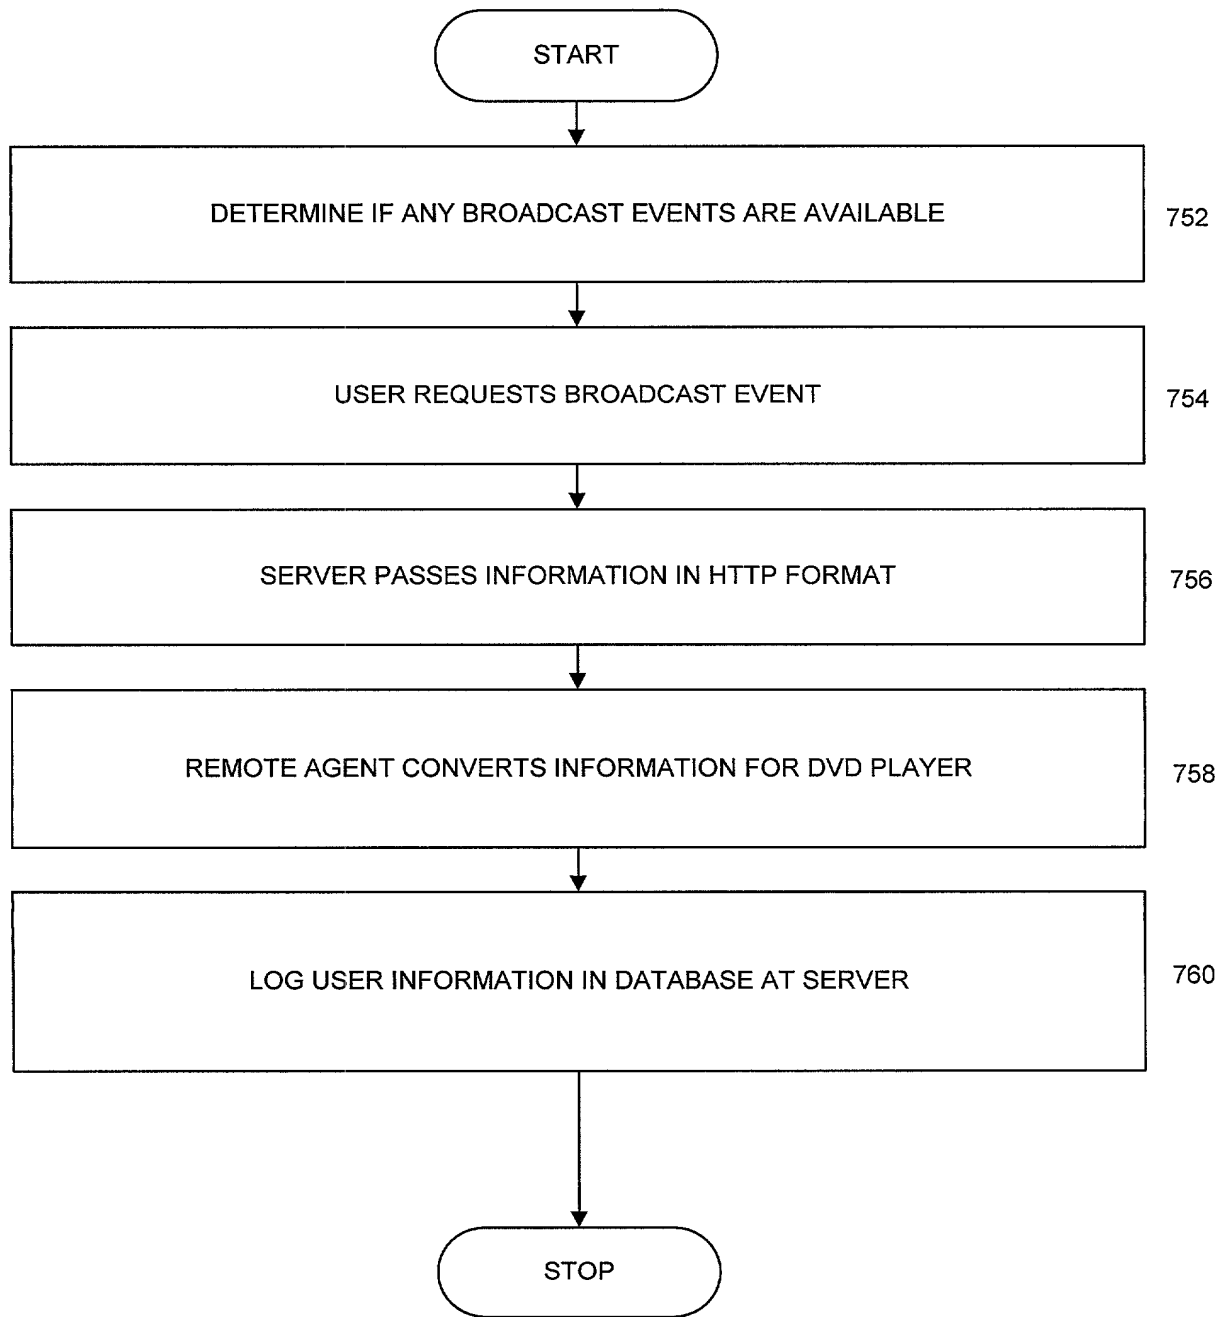 START
DETERMINE IF ANY BROADCAST EVENTS ARE AVAILABLE
752
USER REQUESTS BROADCAST EVENT
754
SERVER PASSES INFORMATION IN HTTP FORMAT
756
REMOTE AGENT CONVERTS INFORMATION FOR DVD PLAYER
758
LOG USER INFORMATION IN DATABASE AT SERVER
760
STOP